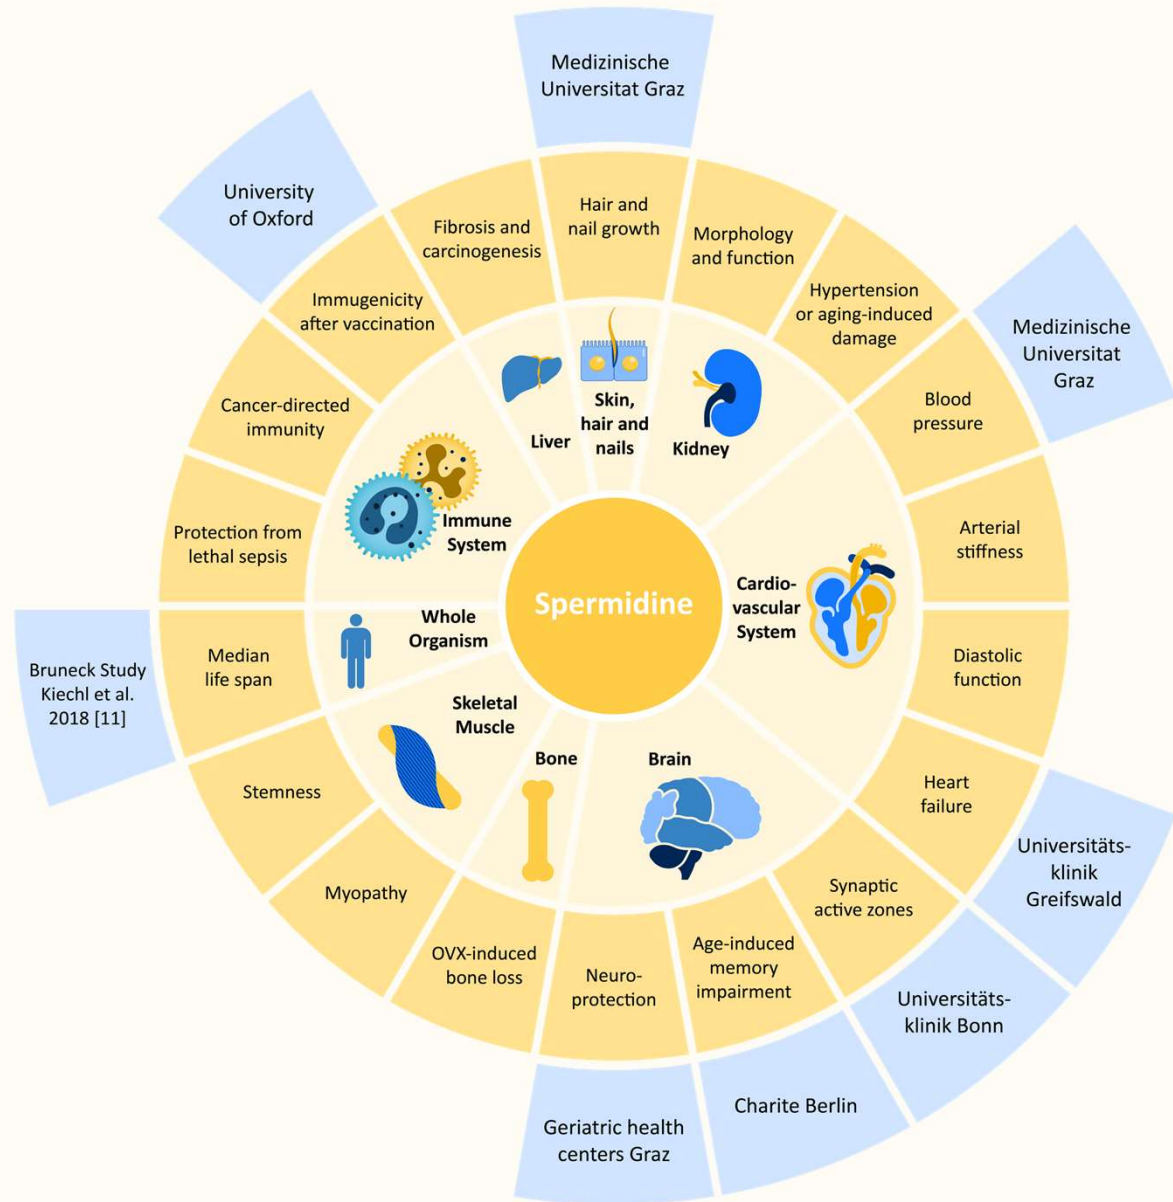 Medizinische
Universitat Graz
University
of Oxford
Fibrosis and
carcinogenesis
Hair and
nail growth
Morphology
and function
Immugenicity
after vaccination
Hypertension
or aging-induced
damage
Medizinische
Universitat
Graz
Cancer-directed
immunity
Blood
pressure
Liver
Skin,
hair and
nails
Kidney
Protection from
lethal sepsis
Immune
System
Arterial
stiffness
Spermidine
Cardio-
vascular
System
Whole
Organism
Bruneck Study
Kiechl et al.
2018 [11]
Median
life span
Diastolic
function
Skeletal
Muscle
Bone
Brain
Stemness
Heart
failure
Myopathy
Synaptic
active zones
Universitäts-
klinik
Greifswald
OVX-induced
bone loss
Neuro-
protection
Age-induced
memory
impairment
Universitäts-
klinik Bonn
Geriatric health
centers Graz
Charite Berlin